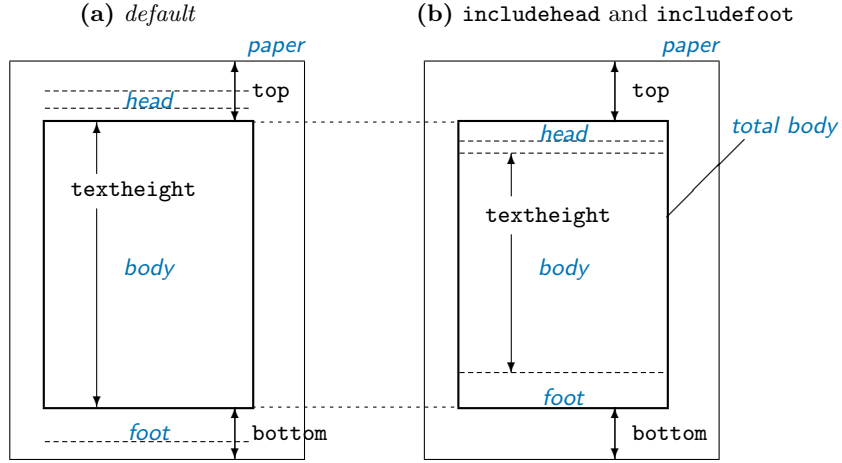 (a) default
paper
top
head
textheight
body
foot
bottom
(b) includehead and includefoot
paper
top
head
total body
textheight
body
foot
bottom